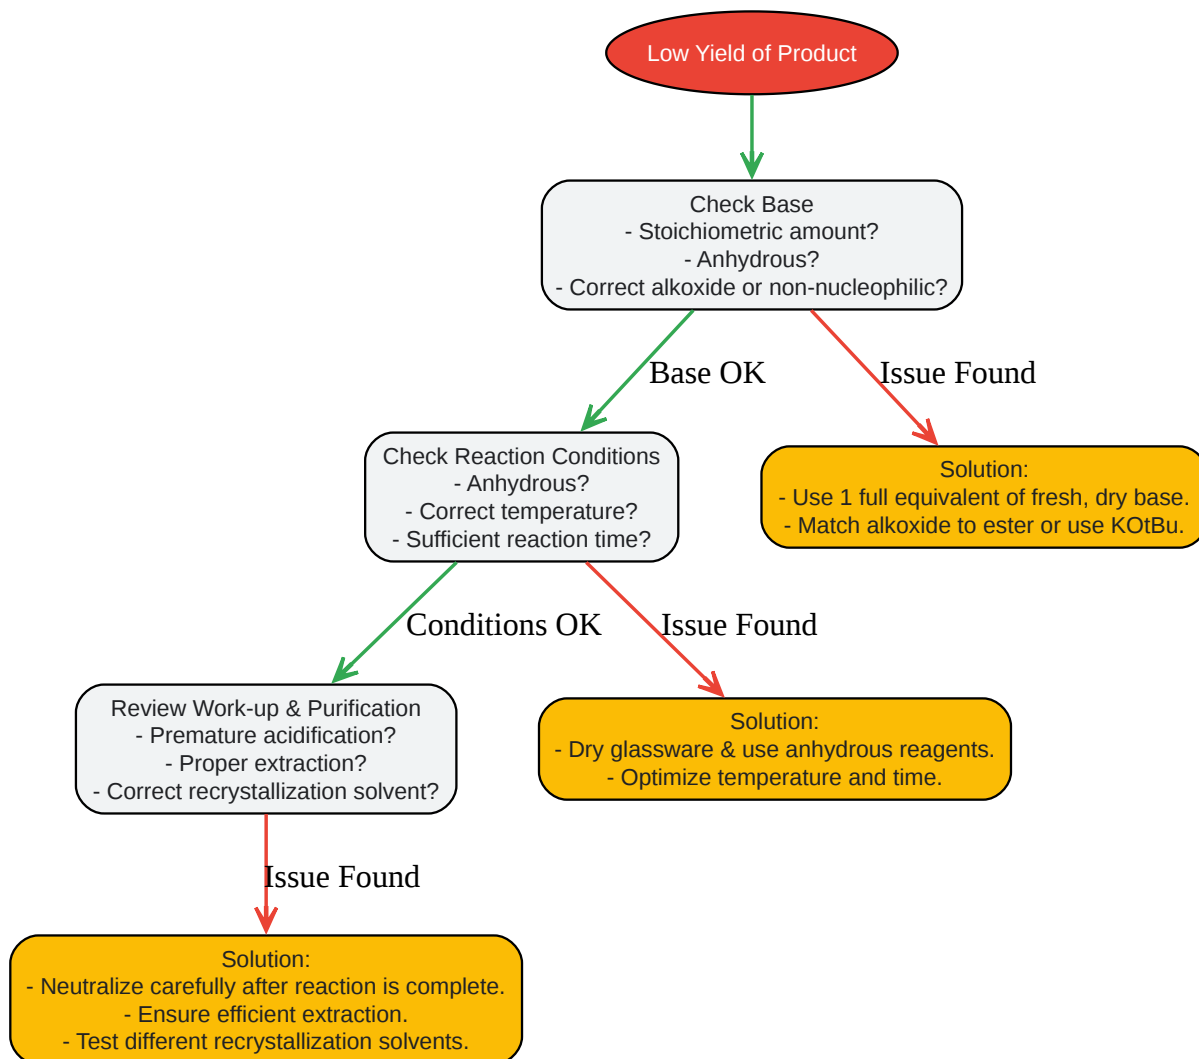 Low Yield of Product
Check Base
- Stoichiometric amount?
- Anhydrous?
- Correct alkoxide or non-nucleophilic?
Base OK
Issue Found
Check Reaction Conditions
- Anhydrous?
- Correct temperature?
- Sufficient reaction time?
Solution:
- Use 1 full equivalent of fresh, dry base.
- Match alkoxide to ester or use KOtBu.
Conditions OK
Issue Found
Review Work-up & Purification
- Premature acidification?
- Proper extraction?
- Correct recrystallization solvent?
Solution:
- Dry glassware & use anhydrous reagents.
- Optimize temperature and time.
Issue Found
Solution:
- Neutralize carefully after reaction is complete.
- Ensure efficient extraction.
- Test different recrystallization solvents.